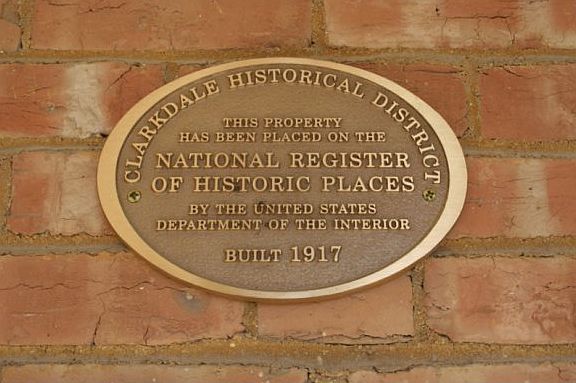 CLARKDALE HISTORICAL DISTRICT
THIS PROPERTY
HAS BEEN PLACED ON THE
NATIONAL REGISTER
OF HISTORIC PLACES
BY THE UNITED STATES
DEPARTMENT OF THE INTERIOR
BUILT 1917